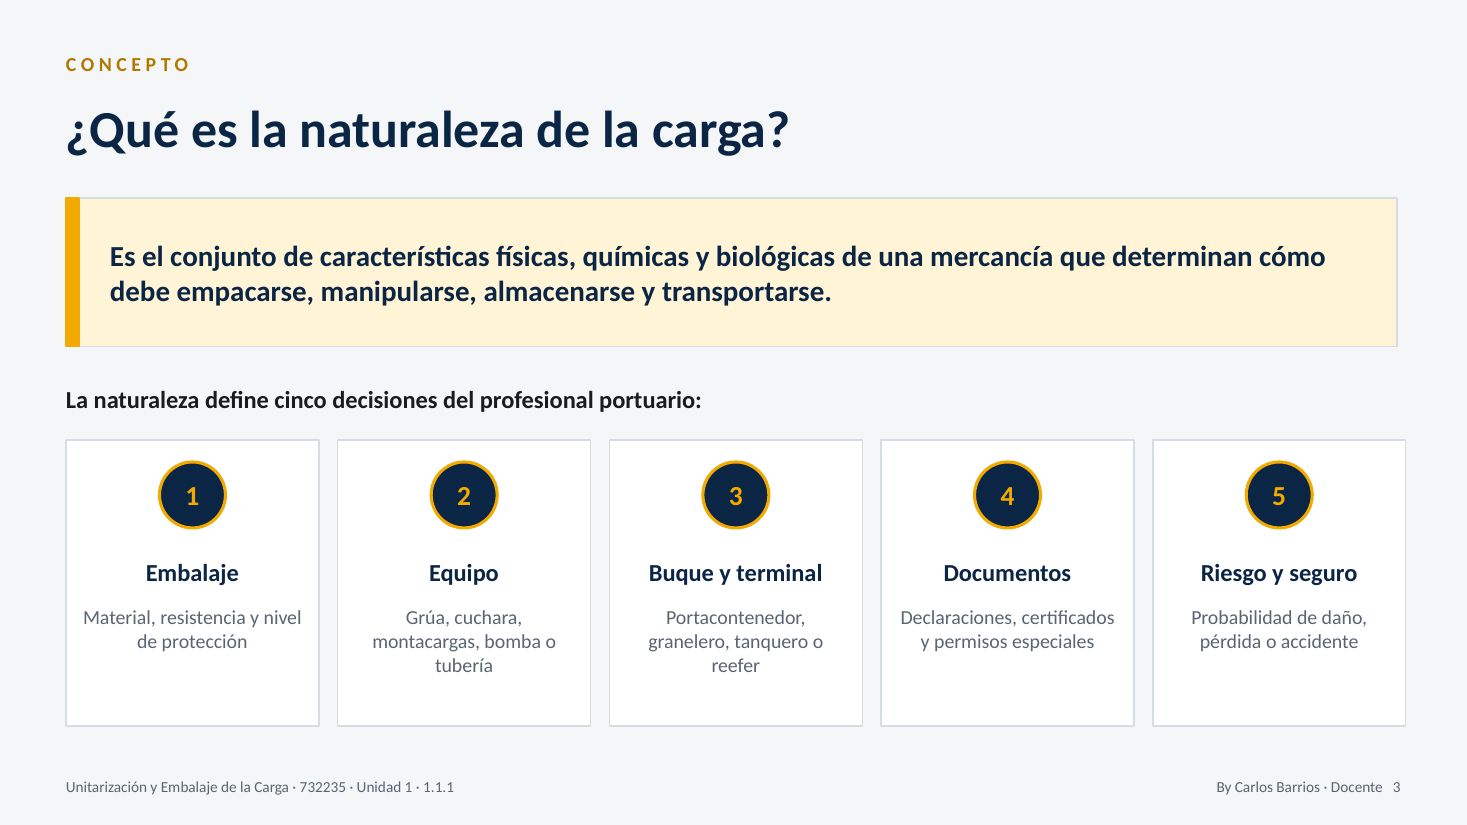 CONCEPTO
¿Qué es la naturaleza de la carga?
Es el conjunto de características físicas, químicas y biológicas de una mercancía que determinan cómo
debe empacarse, manipularse, almacenarse y transportarse.
La naturaleza define cinco decisiones del profesional portuario:
1
Embalaje
Material, resistencia y nivel
de protección
2
Equipo
Grúa, cuchara,
montacargas, bomba o
tubería
3
Buque y terminal
Portacontenedor,
granelero, tanquero o
reefer
4
Documentos
Declaraciones, certificados
y permisos especiales
5
Riesgo y seguro
Probabilidad de daño,
pérdida o accidente
Unitarización y Embalaje de la Carga · 732235 · Unidad 1 · 1.1.1
By Carlos Barrios · Docente 3